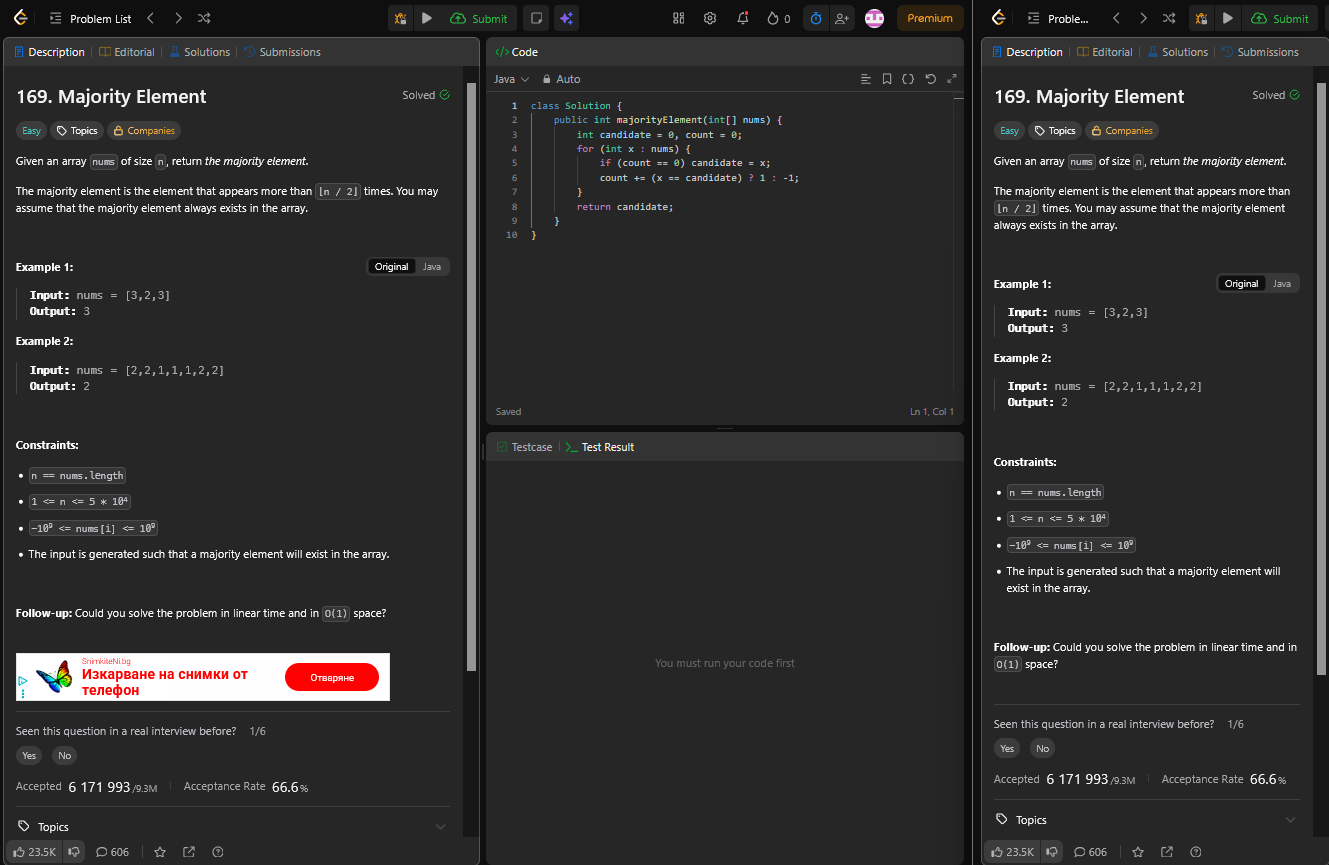 Problem List
Submit
0
Premium
Description
Editorial
Solutions
Submissions
169. Majority Element
Solved
Easy
Topics
Companies
Given an array nums of size n, return the majority element.
The majority element is the element that appears more than ⌊n / 2⌋ times. You may
assume that the majority element always exists in the array.
Example 1:
Original
Java
Input: nums = [3,2,3]
Output: 3
Example 2:
Input: nums = [2,2,1,1,1,2,2]
Output: 2
Constraints:
• n == nums.length
• 1 <= n <= 5 * 10⁴
• -10⁹ <= nums[i] <= 10⁹
• The input is generated such that a majority element will exist in the array.
Follow-up: Could you solve the problem in linear time and in O(1) space?
SnimkiteNi.bg
Изкарване на снимки от
телефон
Отваряне
Seen this question in a real interview before?
1/6
Yes
No
Accepted 6 171 993/9.3M
Acceptance Rate 66.6%
Topics
23.5K
606
</> Code
Java
Auto
1 class Solution {
2     public int majorityElement(int[] nums) {
3         int candidate = 0, count = 0;
4         for (int x : nums) {
5             if (count == 0) candidate = x;
6             count += (x == candidate) ? 1 : -1;
7         }
8         return candidate;
9     }
10 }
Saved
Ln 1, Col 1
Testcase
>_ Test Result
You must run your code first
Proble...
Submit
Description
Editorial
Solutions
Submissions
169. Majority Element
Solved
Easy
Topics
Companies
Given an array nums of size n, return the majority element.
The majority element is the element that appears more than
⌊n / 2⌋ times. You may assume that the majority element
always exists in the array.
Example 1:
Original
Java
Input: nums = [3,2,3]
Output: 3
Example 2:
Input: nums = [2,2,1,1,1,2,2]
Output: 2
Constraints:
• n == nums.length
• 1 <= n <= 5 * 10⁴
• -10⁹ <= nums[i] <= 10⁹
• The input is generated such that a majority element will
exist in the array.
Follow-up: Could you solve the problem in linear time and in
O(1) space?
Seen this question in a real interview before?
1/6
Yes
No
Accepted 6 171 993/9.3M
Acceptance Rate 66.6%
Topics
23.5K
606